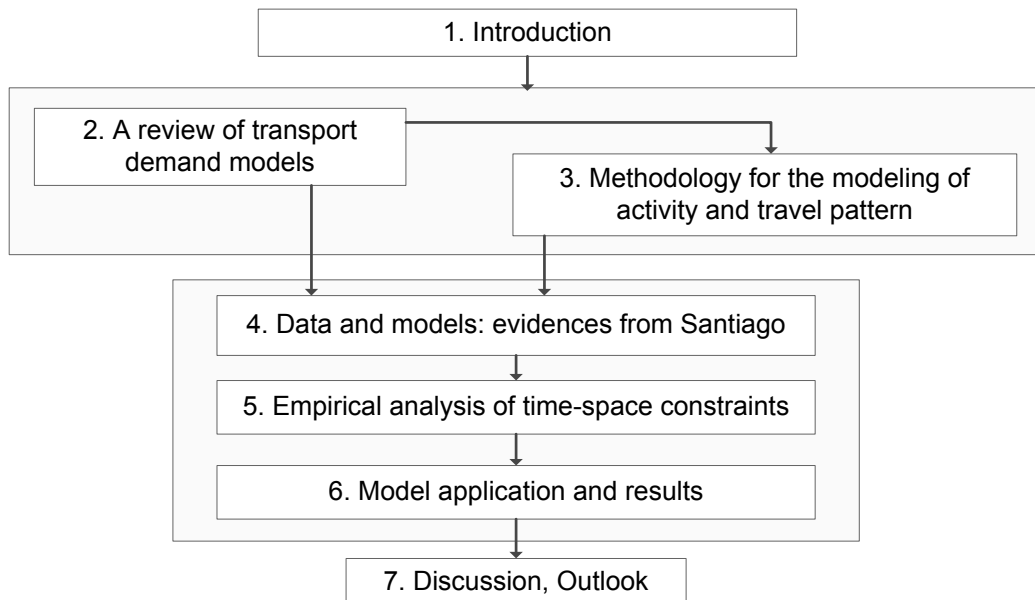 1. Introduction
2. A review of transport
demand models
3. Methodology for the modeling of
activity and travel pattern
4. Data and models: evidences from Santiago
5. Empirical analysis of time-space constraints
6. Model application and results
7. Discussion, Outlook